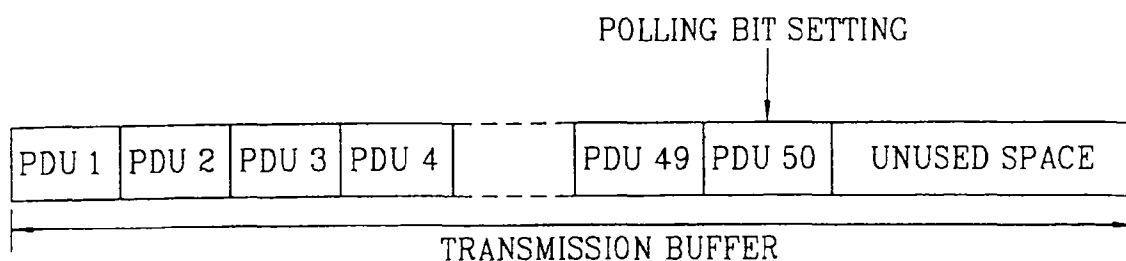 POLLING BIT SETTING
PDU 1 PDU 2 PDU 3 PDU 4 PDU 49 PDU 50 UNUSED SPACE
TRANSMISSION BUFFER